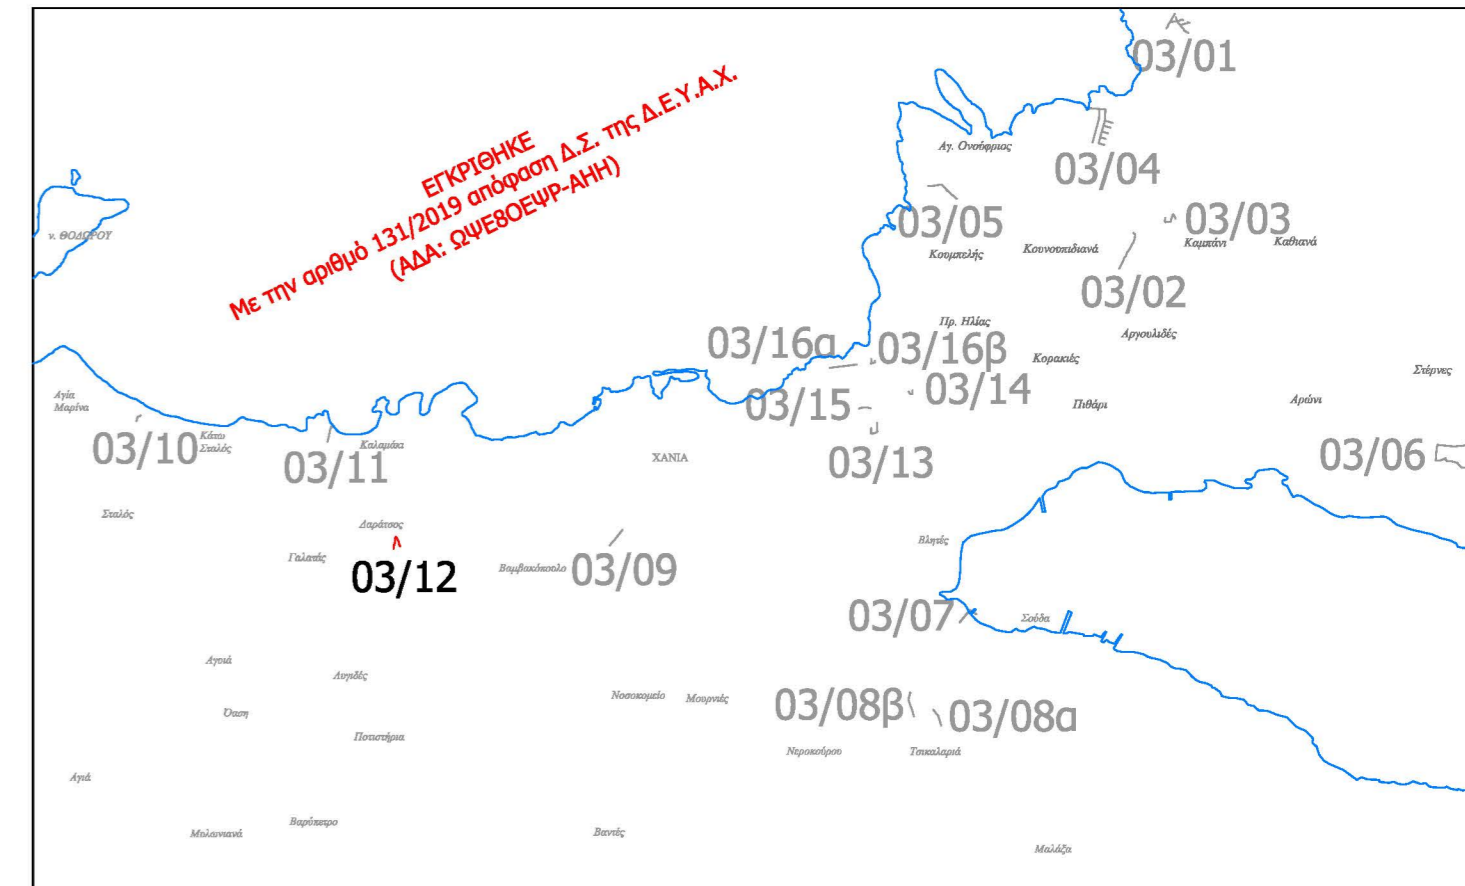 03/01
ΕΓΚΡΙΘΗΚΕ
Με την αριθμό 131/2019 απόφαση Δ.Σ. της Δ.Ε.Υ.Α.Χ.
(ΑΔΑ: ΩΨΕ8ΟΕΨΡ-ΑΗΗ)
Αγ. Ονούφριος
03/04
03/05
03/03
ν. ΘΟΔΩΡΟΥ
Κουμπελής
Κουνουπιδιανά
Καμπάνι
Καθιανά
03/02
Πρ. Ηλίας
Αργουλιδές
03/16α
03/16β
Κορακιές
Στέρνες
Αγία
Μαρίνα
03/15
03/14
Πιθάρι
Αρώνι
03/10
Κάτω
Σταλός
Καλαμάκι
03/11
ΧΑΝΙΑ
03/13
03/06
Σταλός
Δαράτσος
Γαλατάς
03/12
Βαμβακόπουλο
03/09
Βλητές
03/07
Σούδα
Αγυιά
Λυγιδές
Νοσοκομείο
Μουρνιές
03/08β
03/08α
Όαση
Ποτιστήρια
Νεροκούρου
Τσικαλαριά
Αγιά
Μυλωνιανά
Βαρύπετρο
Βαντές
Μαλάξα